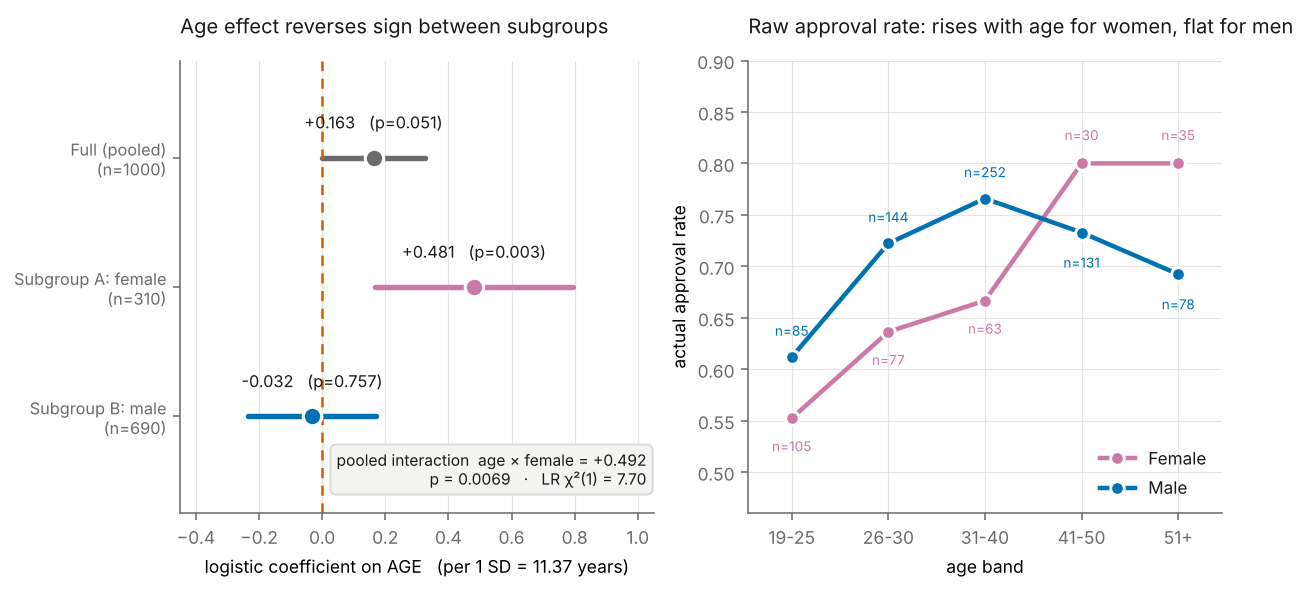 Age effect reverses sign between subgroups
+0.163 (p=0.051)
Full (pooled)
(n=1000)
+0.481 (p=0.003)
Subgroup A: female
(n=310)
-0.032 (p=0.757)
Subgroup B: male
(n=690)
pooled interaction age × female = +0.492
p = 0.0069 · LR χ²(1) = 7.70
−0.4 −0.2 0.0 0.2 0.4 0.6 0.8 1.0
logistic coefficient on AGE (per 1 SD = 11.37 years)
Raw approval rate: rises with age for women, flat for men
actual approval rate
0.90
0.85
0.80
0.75
0.70
0.65
0.60
0.55
0.50
n=30
n=35
n=252
n=144
n=131
n=78
n=85
n=63
n=77
n=105
Female
Male
19-25 26-30 31-40 41-50 51+
age band